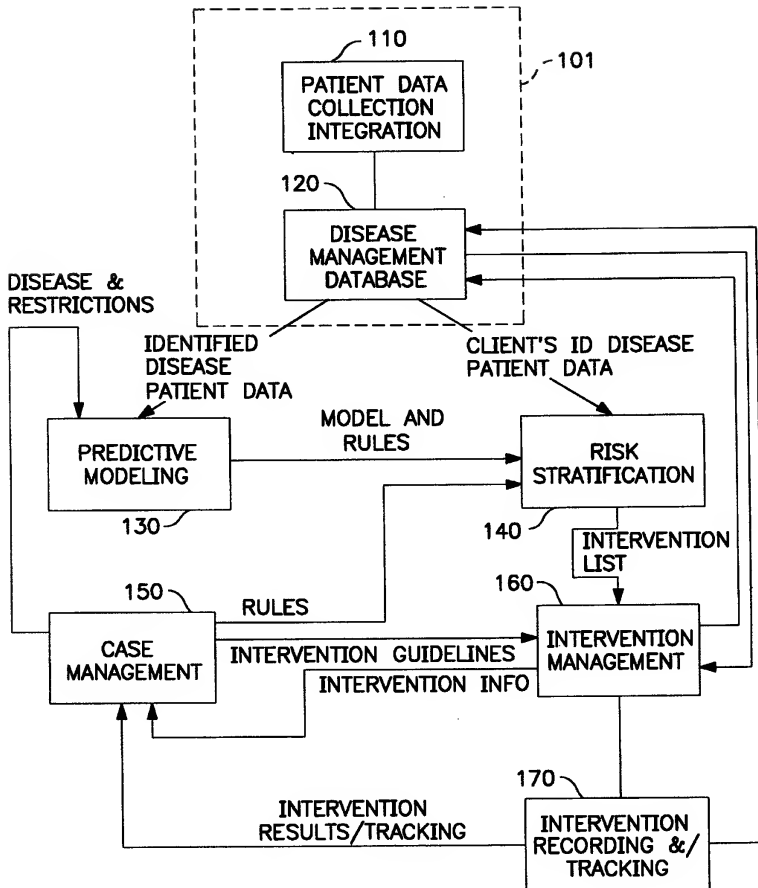 110
101
PATIENT DATA
COLLECTION
INTEGRATION
120
DISEASE
MANAGEMENT
DATABASE
DISEASE &
RESTRICTIONS
IDENTIFIED
DISEASE
PATIENT DATA
CLIENT'S ID DISEASE
PATIENT DATA
MODEL AND
RULES
PREDICTIVE
MODELING
RISK
STRATIFICATION
130
140
INTERVENTION
LIST
150
RULES
160
CASE
MANAGEMENT
INTERVENTION
MANAGEMENT
INTERVENTION GUIDELINES
INTERVENTION INFO
170
INTERVENTION
RESULTS/TRACKING
INTERVENTION
RECORDING &/
TRACKING